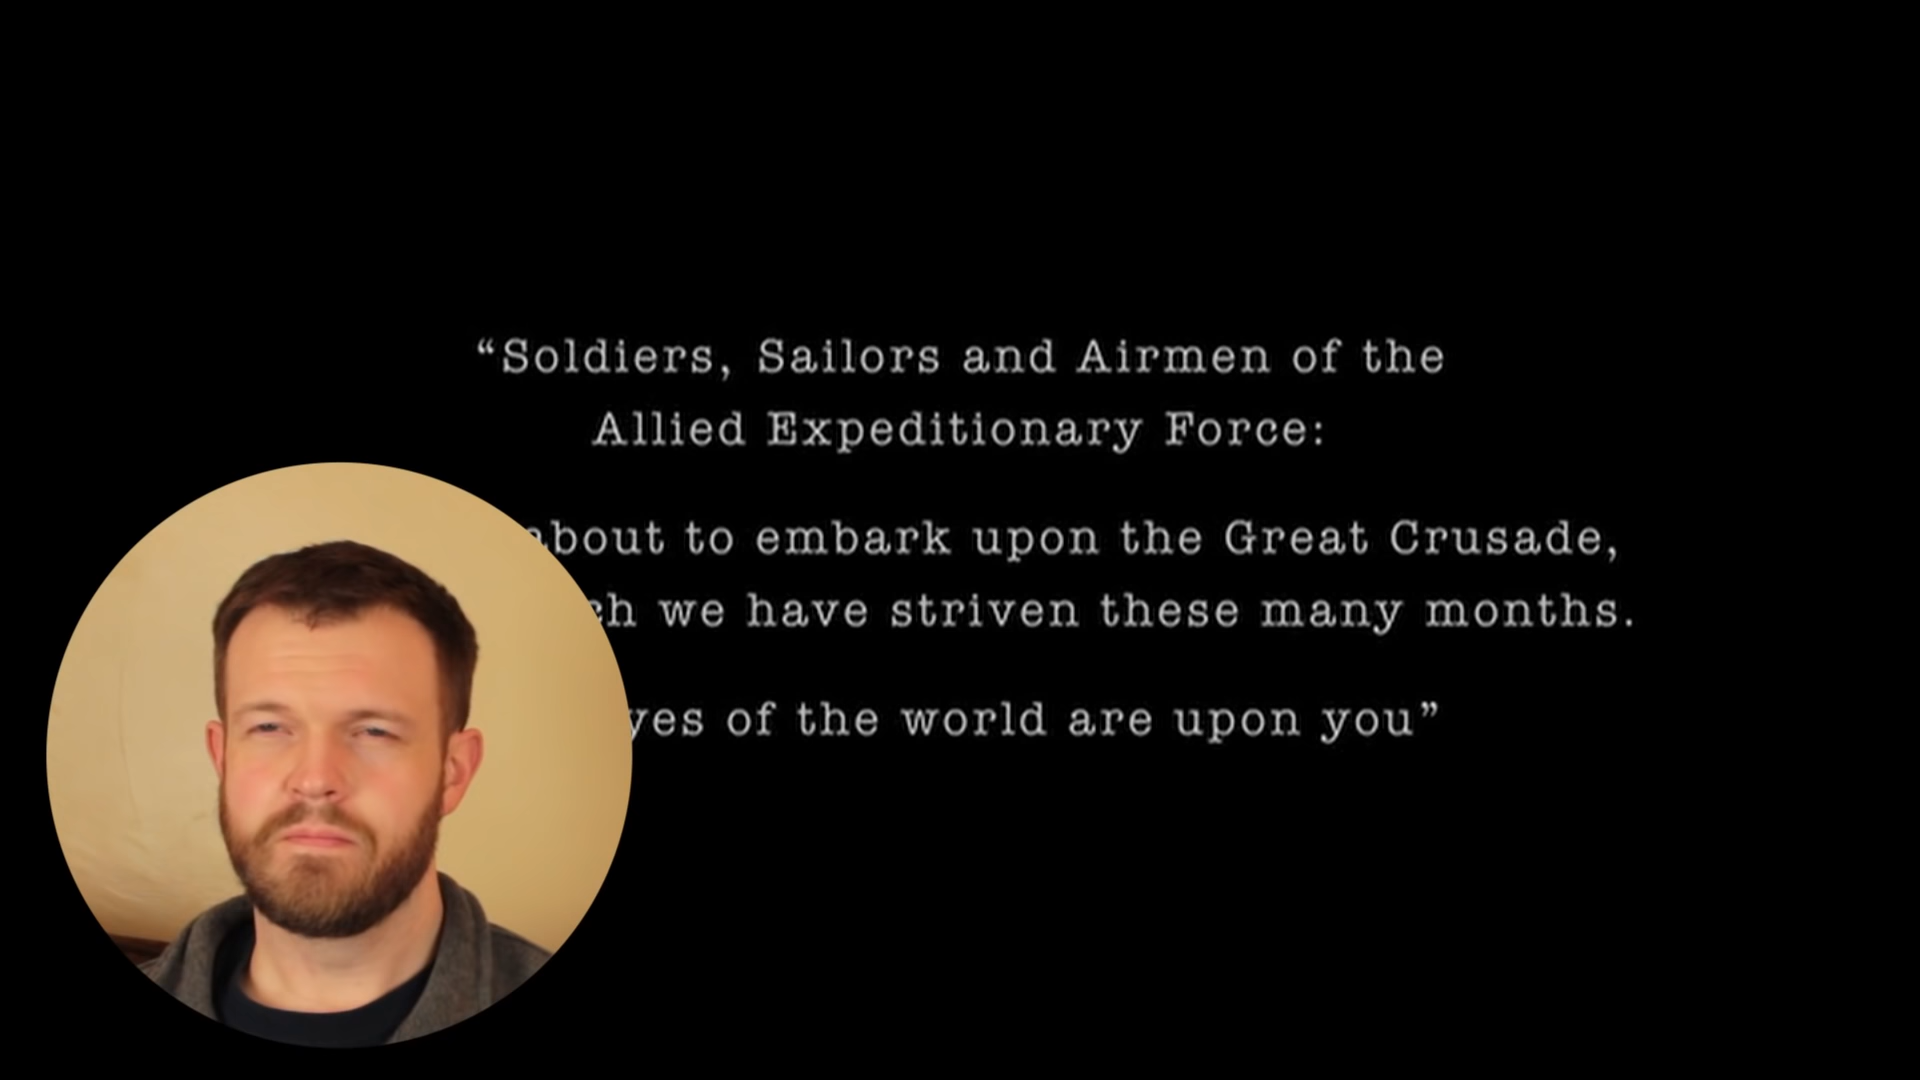 “Soldiers, Sailors and Airmen of the
Allied Expeditionary Force:
about to embark upon the Great Crusade,
we have striven these many months.
of the world are upon you”